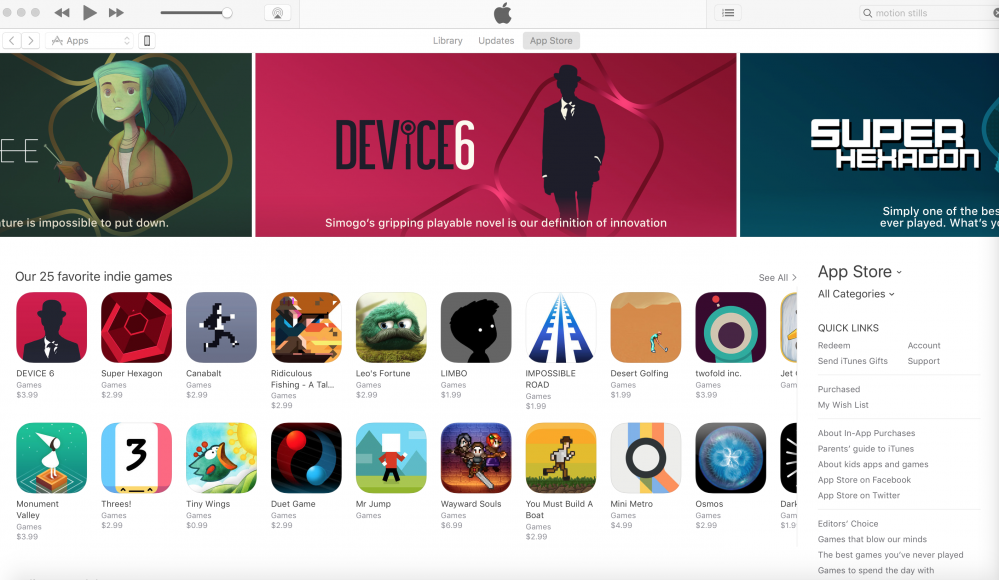 motion stills
Apps
Library
Updates
App Store
ture is impossible to put down.
DEVICE6
Simogo's gripping playable novel is our definition of innovation
SUPER
HEXAGON
Simply one of the bes
ever played. What's yo
Our 25 favorite indie games
See All >
DEVICE 6
Games
$3.99
Super Hexagon
Games
$2.99
Canabalt
Games
$2.99
Ridiculous
Fishing - A Tal...
Games
$2.99
Leo's Fortune
Games
$2.99
LIMBO
Games
$1.99
IMPOSSIBLE
ROAD
Games
$1.99
Desert Golfing
Games
$1.99
twofold inc.
Games
$3.99
Jet
Gam
$1.9
3
Monument
Valley
Games
$3.99
Threes!
Games
$2.99
Tiny Wings
Games
$0.99
Duet Game
Games
$2.99
Mr Jump
Games
Wayward Souls
Games
$6.99
You Must Build A
Boat
Games
$2.99
Mini Metro
Games
$4.99
Osmos
Games
$2.99
Dark
Gam
$1.9
App Store
All Categories
QUICK LINKS
Redeem
Account
Send iTunes Gifts
Support
Purchased
My Wish List
About In-App Purchases
Parents' guide to iTunes
About kids apps and games
App Store on Facebook
App Store on Twitter
Editors' Choice
Games that blow our minds
The best games you've never played
Games to spend the day with